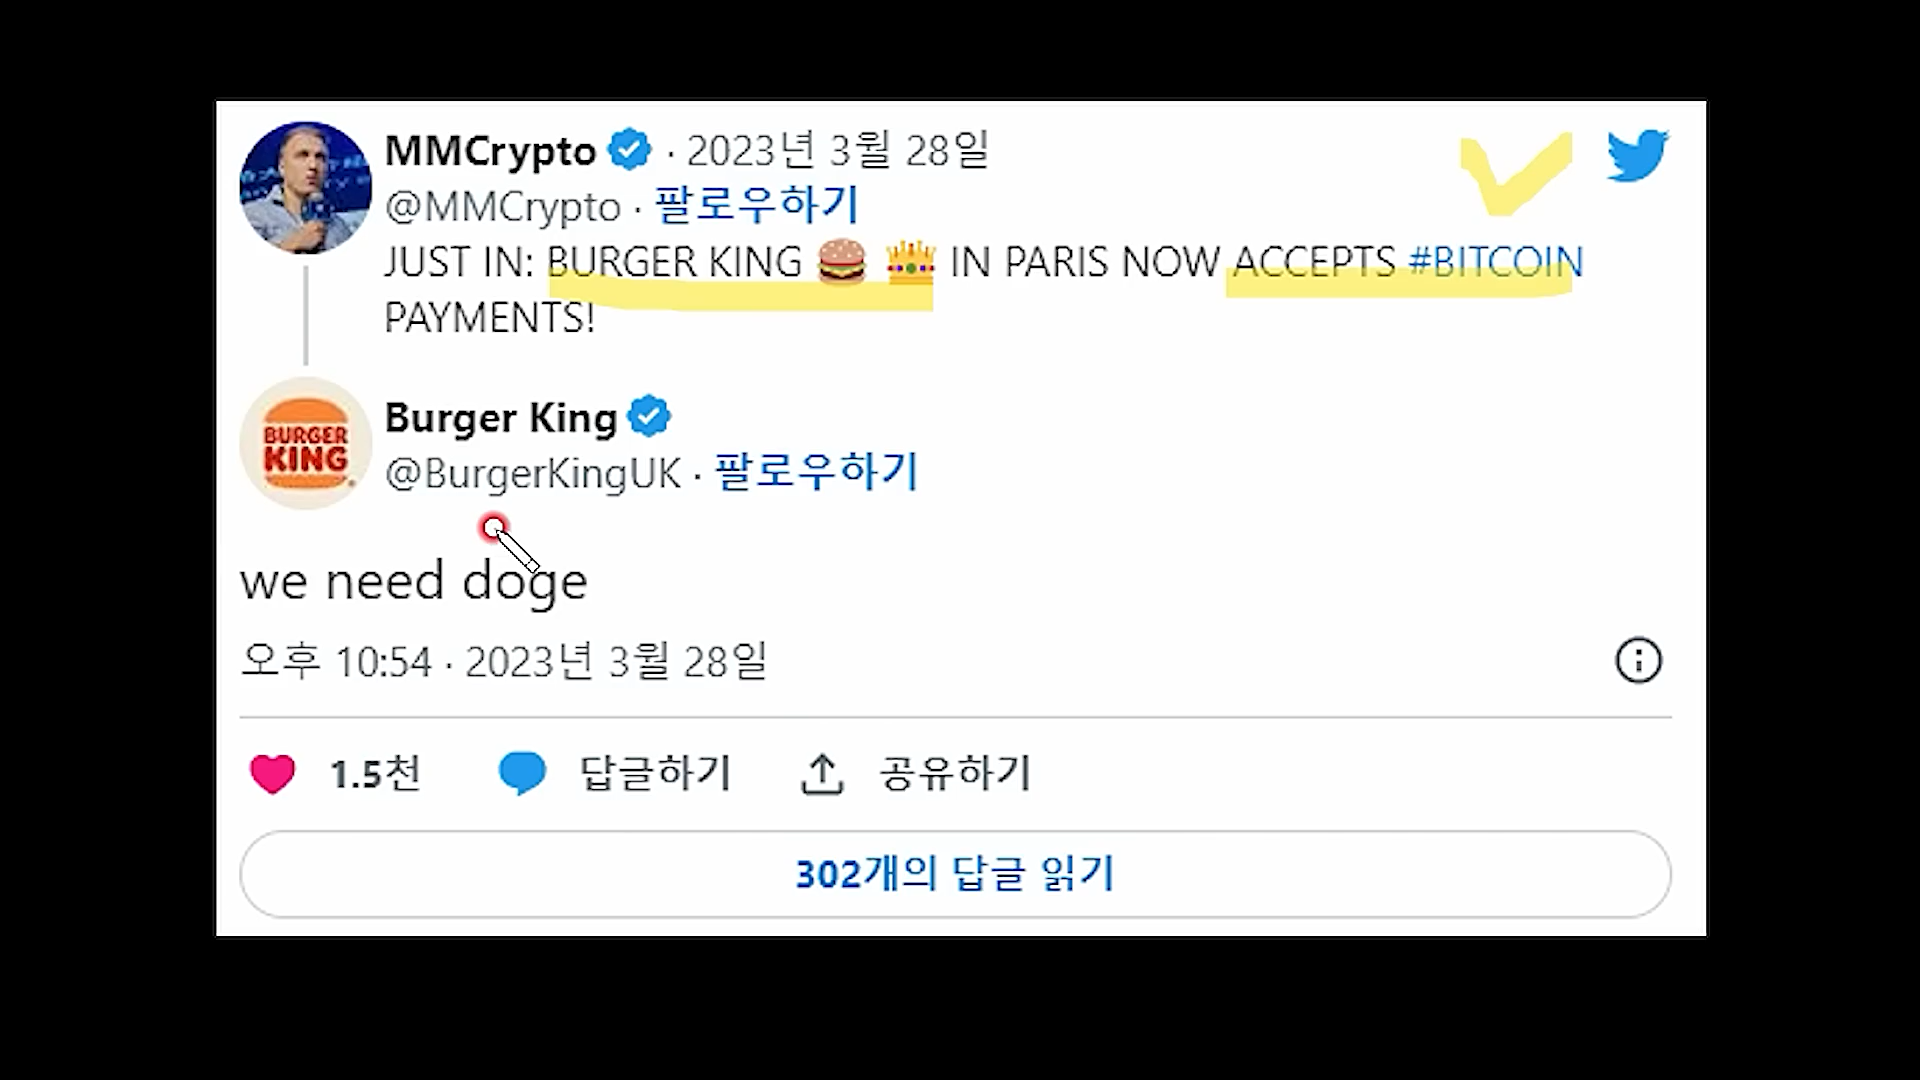 MMCrypto · 2023년 3월 28일
@MMCrypto · 팔로우하기
JUST IN: BURGER KING 🍔 👑 IN PARIS NOW ACCEPTS #BITCOIN
PAYMENTS!
BURGER
KING
Burger King
@BurgerKingUK · 팔로우하기
we need doge
오후 10:54 · 2023년 3월 28일
1.5천 답글하기 공유하기
302개의 답글 읽기